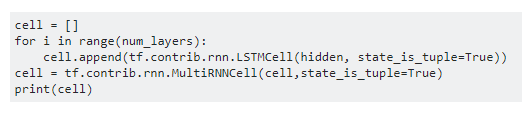 cell = []
for i in range(num_layers):
    cell.append(tf.contrib.rnn.LSTMCell(hidden, state_is_tuple=True))
cell = tf.contrib.rnn.MultiRNNCell(cell,state_is_tuple=True)
print(cell)